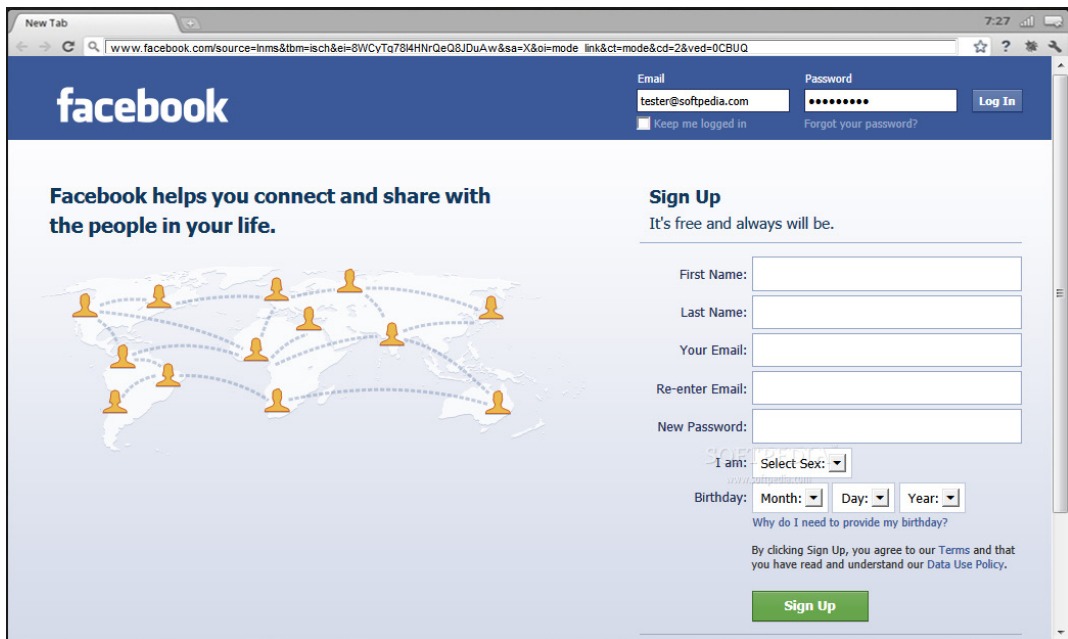 New Tab
7:27
www.facebook.com/source=lnms&tbm=isch&ei=8WCyTq78I4HNrQeQ8JDuAw&sa=X&oi=mode_link&ct=mode&cd=2&ved=0CBUQ
facebook
Email
Password
tester@softpedia.com
•••••••••
Log In
Keep me logged in
Forgot your password?
Facebook helps you connect and share with
the people in your life.
Sign Up
It's free and always will be.
First Name:
Last Name:
Your Email:
Re-enter Email:
New Password:
SOFTPEDIA
www.softpedia.com
I am: Select Sex:
Birthday: Month: Day: Year:
Why do I need to provide my birthday?
By clicking Sign Up, you agree to our Terms and that
you have read and understand our Data Use Policy.
Sign Up